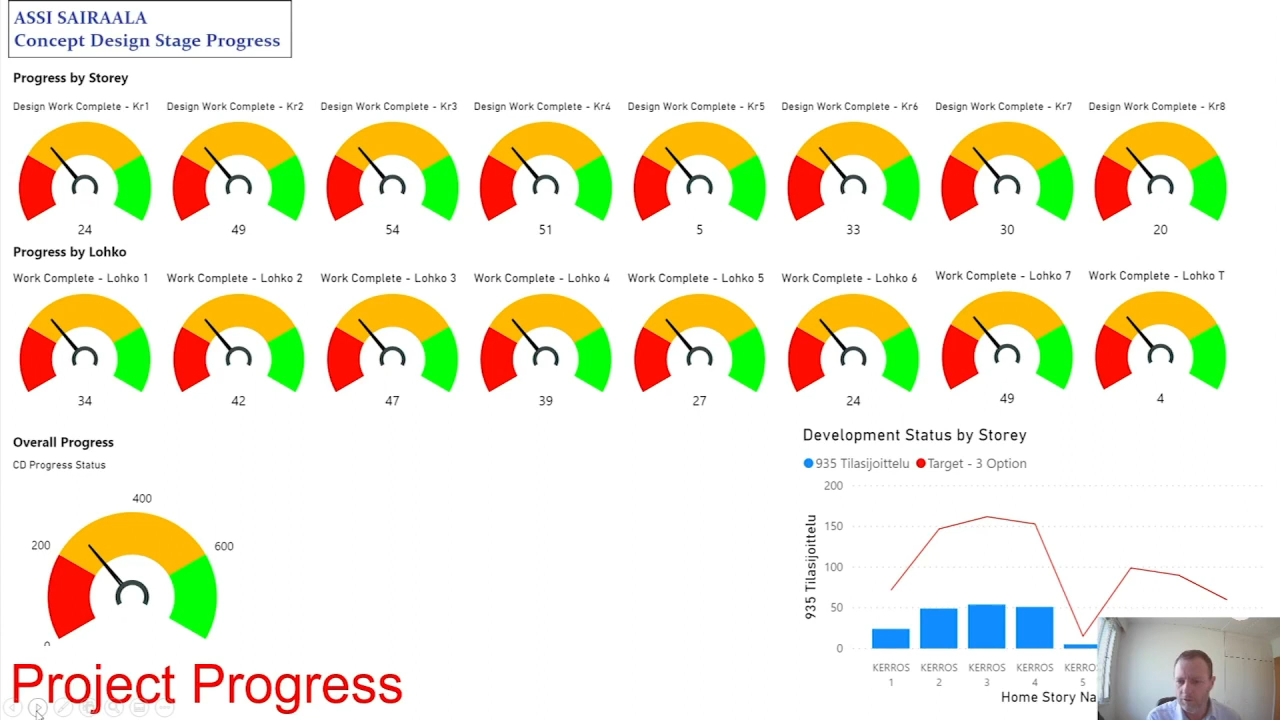 ASSI SAIRAALA
Concept Design Stage Progress
Progress by Storey
Design Work Complete - Kr1
Design Work Complete - Kr2
Design Work Complete - Kr3
Design Work Complete - Kr4
Design Work Complete - Kr5
Design Work Complete - Kr6
Design Work Complete - Kr7
Design Work Complete - Kr8
24
49
54
51
5
33
30
20
Progress by Lohko
Work Complete - Lohko 1
Work Complete - Lohko 2
Work Complete - Lohko 3
Work Complete - Lohko 4
Work Complete - Lohko 5
Work Complete - Lohko 6
Work Complete - Lohko 7
Work Complete - Lohko T
34
42
47
39
27
24
49
4
Overall Progress
CD Progress Status
400
200
600
0
Development Status by Storey
935 Tilasijoittelu
Target - 3 Option
200
150
100
50
0
935 Tilasijoittelu
KERROS 1
KERROS 2
KERROS 3
KERROS 4
KERRO 5
Home Story Na
Project Progress